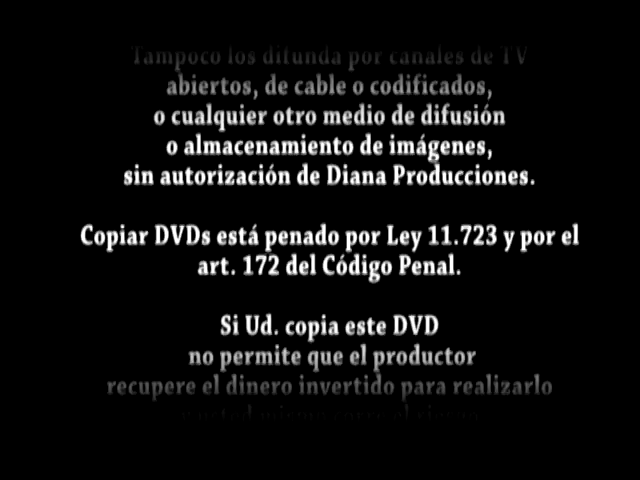 Tampoco los difunda por canales de TV
abiertos, de cable o codificados,
o cualquier otro medio de difusión
o almacenamiento de imágenes,
sin autorización de Diana Producciones.
Copiar DVDs está penado por Ley 11.723 y por el
art. 172 del Código Penal.
Si Ud. copia este DVD
no permite que el productor
recupere el dinero invertido para realizarlo